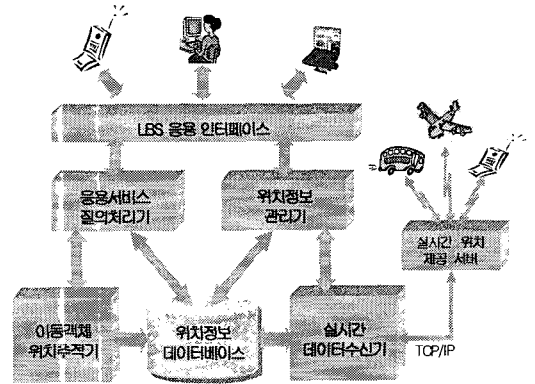 LBS 응용 인터페이스
응용서비스
질의처리기
위치정보
관리기
실시간 위치
제공 서버
이동객체
위치추적기
위치정보
데이터베이스
실시간
데이터수신기
TCP/IP